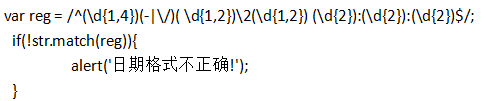 var reg = /^(\d{1,4})(-|\/)( \d{1,2})\2(\d{1,2}) (\d{2}):(\d{2}):(\d{2})$/;
if(!str.match(reg)){
alert('日期格式不正确!');
}